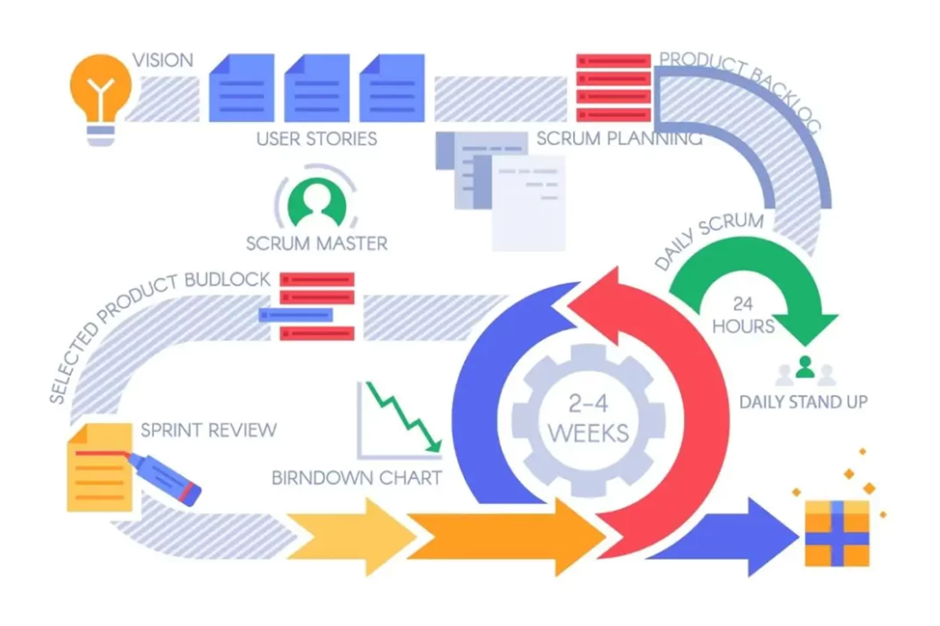 VISION
PRODUCT BACKLOG
USER STORIES
SCRUM PLANNING
SCRUM MASTER
DAILY SCRUM
SELECTED PRODUCT BUDLOCK
24
HOURS
DAILY STAND UP
2-4
WEEKS
SPRINT REVIEW
BIRNDOWN CHART